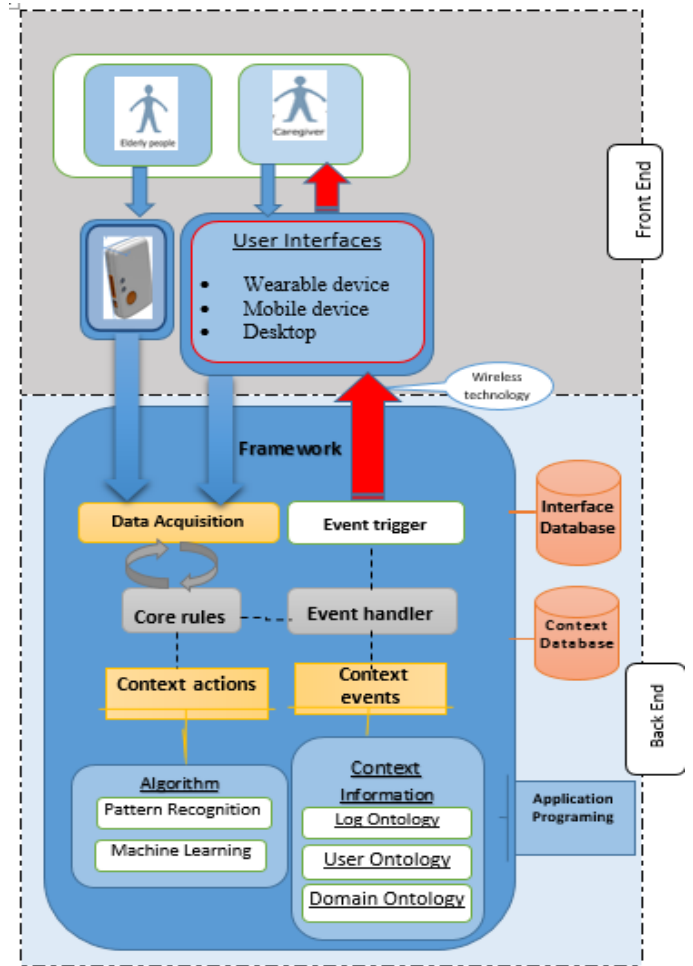 Elderly people
Caregiver
Front End
User Interfaces
• Wearable device
• Mobile device
• Desktop
Wireless
technology
Framework
Data Acquisition
Event trigger
Interface
Database
Core rules
Event handler
Context
Database
Context actions
Context
events
Back End
Algorithm
Pattern Recognition
Machine Learning
Context
Information
Log Ontology
User Ontology
Domain Ontology
Application
Programing